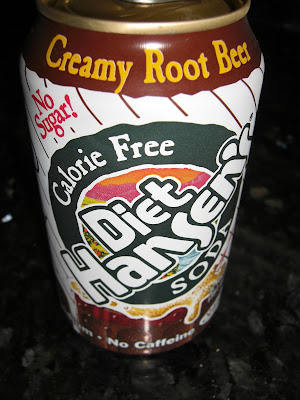 Creamy Root Beer
No
Sugar!
Calorie Free
Diet
Hansen's
SODA
• No Caffeine